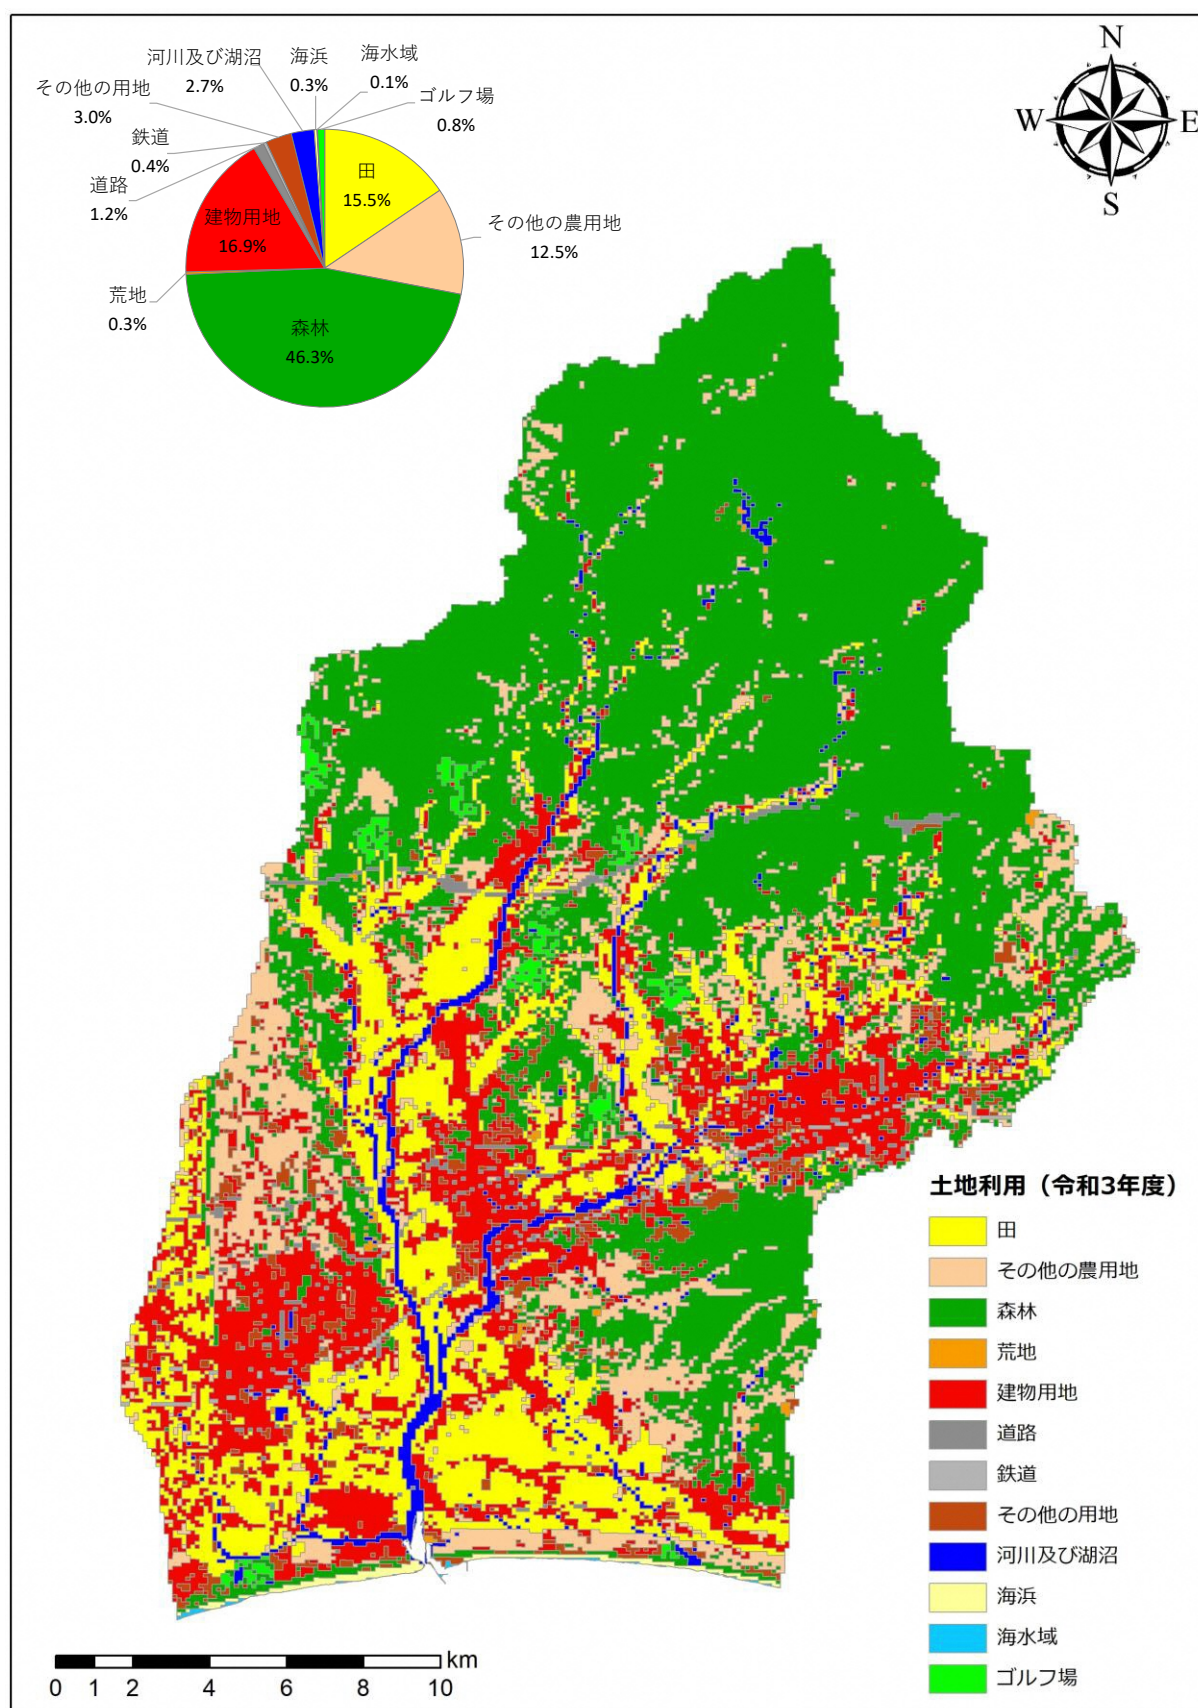 河川及び湖沼
2.7%
海浜
0.3%
海水域
0.1%
ゴルフ場
0.8%
その他の用地
3.0%
鉄道
0.4%
道路
1.2%
建物用地
16.9%
荒地
0.3%
田
15.5%
その他の農用地
12.5%
森林
46.3%
N
W
E
S
土地利用（令和3年度）
田
その他の農用地
森林
荒地
建物用地
道路
鉄道
その他の用地
河川及び湖沼
海浜
海水域
ゴルフ場
km
0 1 2 4 6 8 10